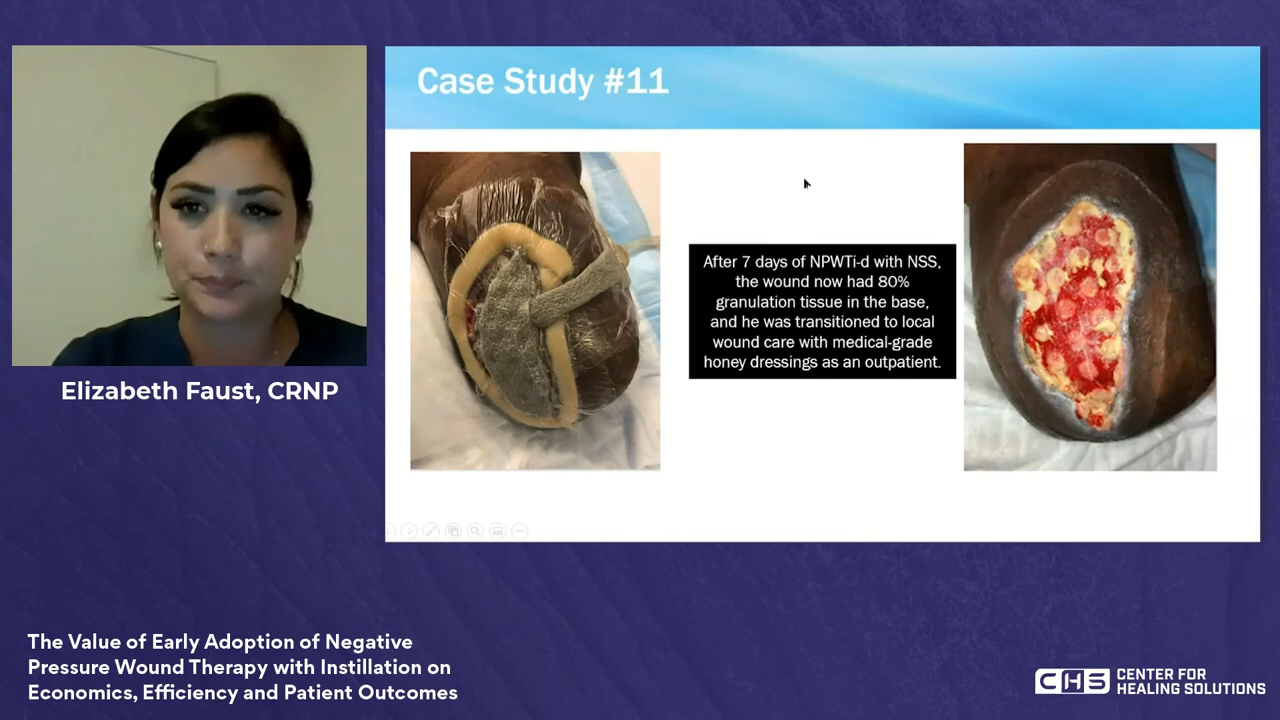 Case Study #11
After 7 days of NPWTi-d with NSS,
the wound now had 80%
granulation tissue in the base,
and he was transitioned to local
wound care with medical-grade
honey dressings as an outpatient.
Elizabeth Faust, CRNP
The Value of Early Adoption of Negative
Pressure Wound Therapy with Instillation on
Economics, Efficiency and Patient Outcomes
CHS
CENTER FOR
HEALING SOLUTIONS